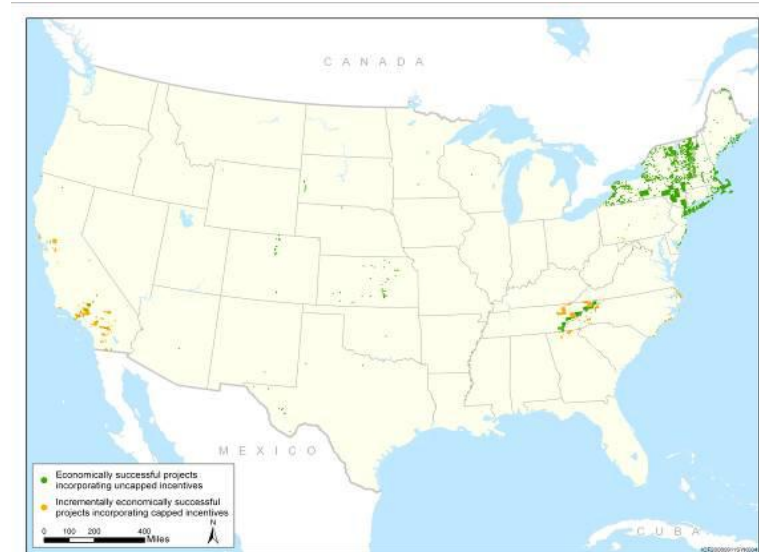 CANADA
MEXICO
CUBA
Economically successful projects
incorporating uncapped incentives
Incrementally economically successful
projects incorporating capped incentives
N
0 100 200 400
Miles